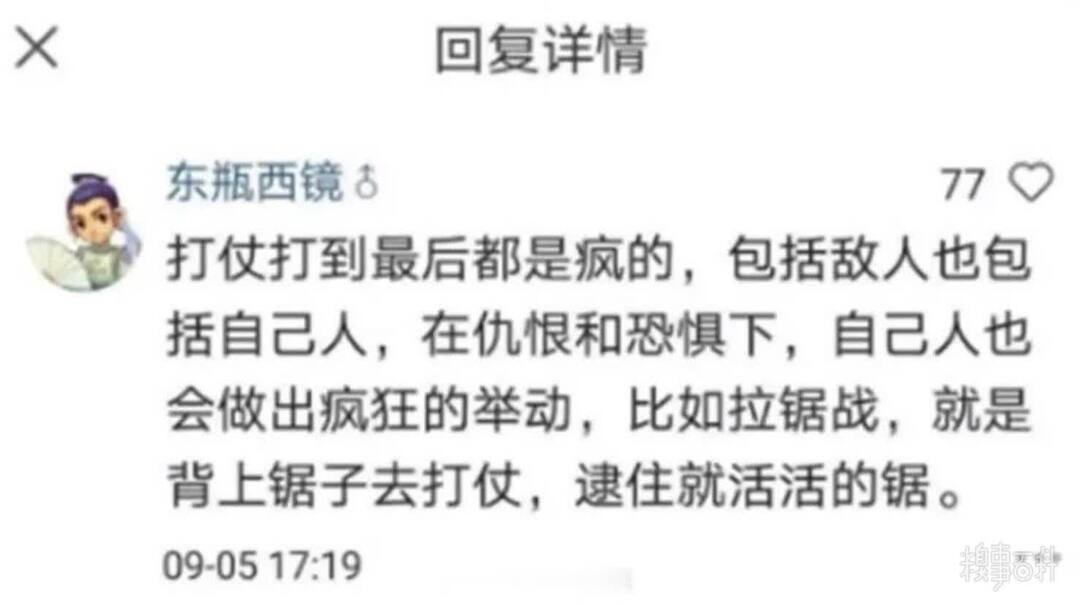 回复详情
东瓶西镜♂
77
打仗打到最后都是疯的，包括敌人也包
括自己人，在仇恨和恐惧下，自己人也
会做出疯狂的举动，比如拉锯战，就是
背上锯子去打仗，逮住就活活的锯。
09-05 17:19
糗事百科